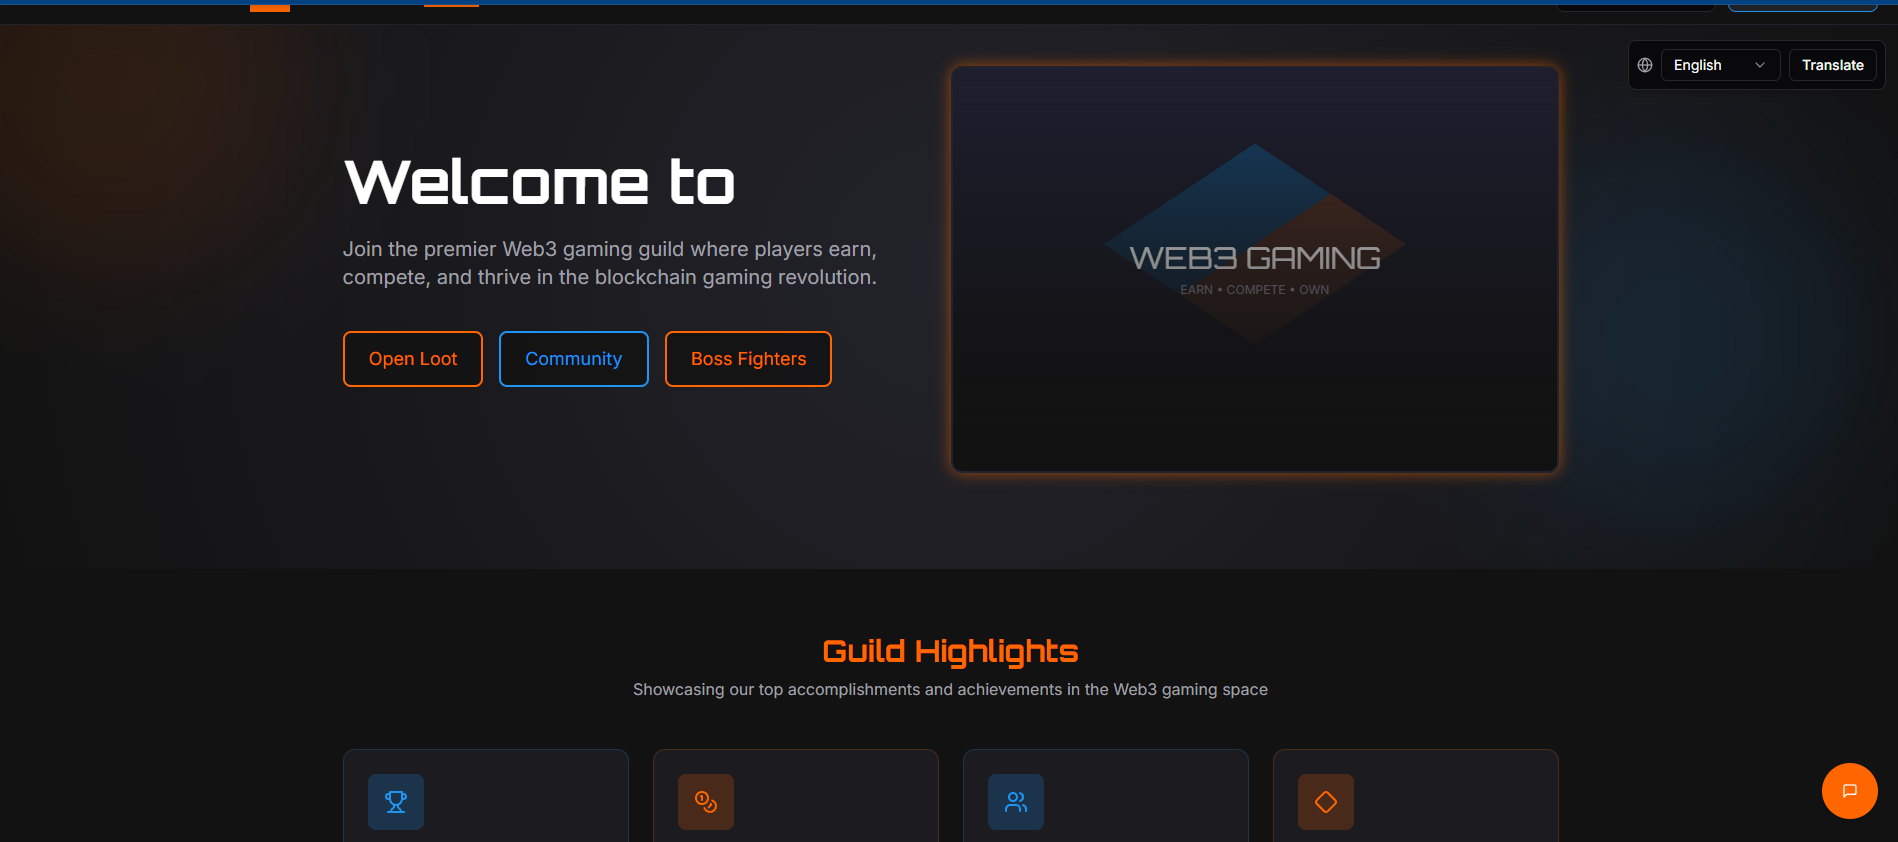 English
Translate
Welcome to
Join the premier Web3 gaming guild where players earn,
compete, and thrive in the blockchain gaming revolution.
Open Loot
Community
Boss Fighters
WEB3 GAMING
EARN • COMPETE • OWN
Guild Highlights
Showcasing our top accomplishments and achievements in the Web3 gaming space